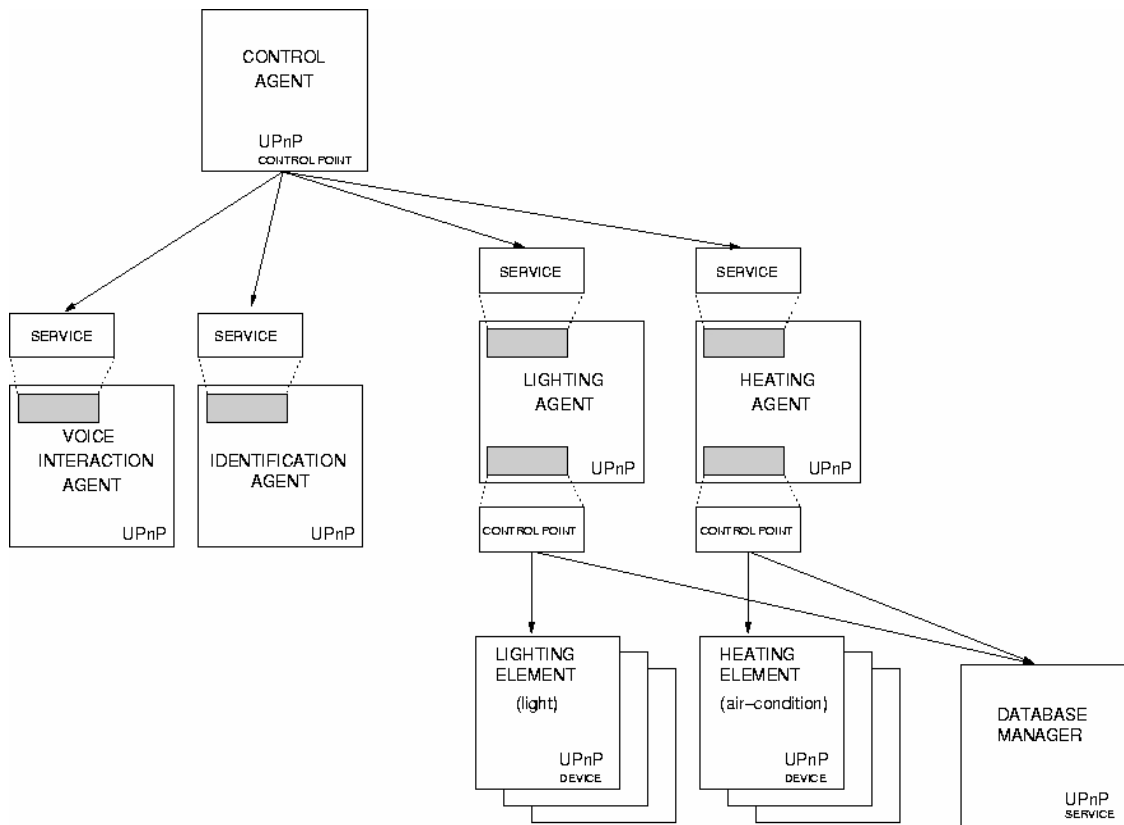 CONTROL
AGENT
UPnP
CONTROL POINT
SERVICE
SERVICE
SERVICE
SERVICE
VOICE
INTERACTION
AGENT
UPnP
IDENTIFICATION
AGENT
UPnP
LIGHTING
AGENT
UPnP
HEATING
AGENT
UPnP
CONTROL POINT
CONTROL POINT
LIGHTING
ELEMENT
(light)
UPnP
DEVICE
HEATING
ELEMENT
(air-condition)
UPnP
DEVICE
DATABASE
MANAGER
UPnP
SERVICE